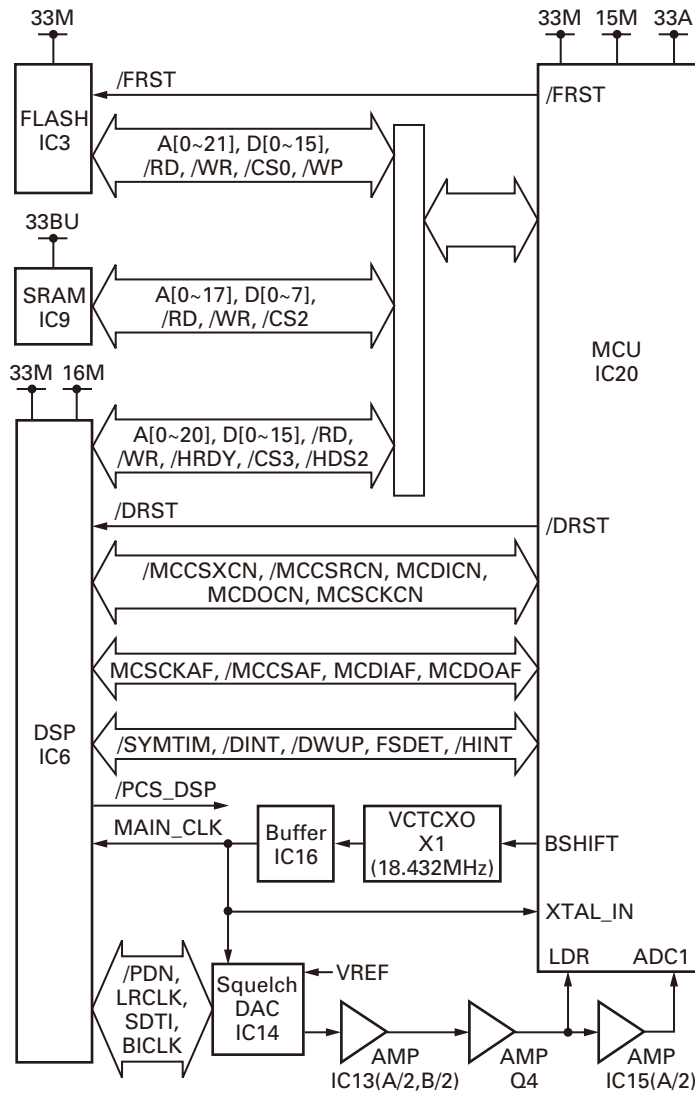 33M
33M 15M 33A
FLASH
IC3
/FRST
/FRST
A[0~21], D[0~15],
/RD, /WR, /CS0, /WP
33BU
SRAM
IC9
A[0~17], D[0~7],
/RD, /WR, /CS2
MCU
IC20
33M 16M
A[0~20], D[0~15], /RD,
/WR, /HRDY, /CS3, /HDS2
/DRST
/DRST
/MCCSXCN, /MCCSRCN, MCDICN,
MCDOCN, MCSCKCN
MCSCKAF, /MCCSAF, MCDIAF, MCDOAF
DSP
IC6
/SYMTIM, /DINT, /DWUP, FSDET, /HINT
/PCS_DSP
MAIN_CLK
Buffer
IC16
VCTCXO
X1
(18.432MHz)
BSHIFT
XTAL_IN
LDR ADC1
/PDN,
LRCLK,
SDTI,
BICLK
Squelch
DAC
IC14
VREF
AMP
IC13(A/2,B/2)
AMP
Q4
AMP
IC15(A/2)